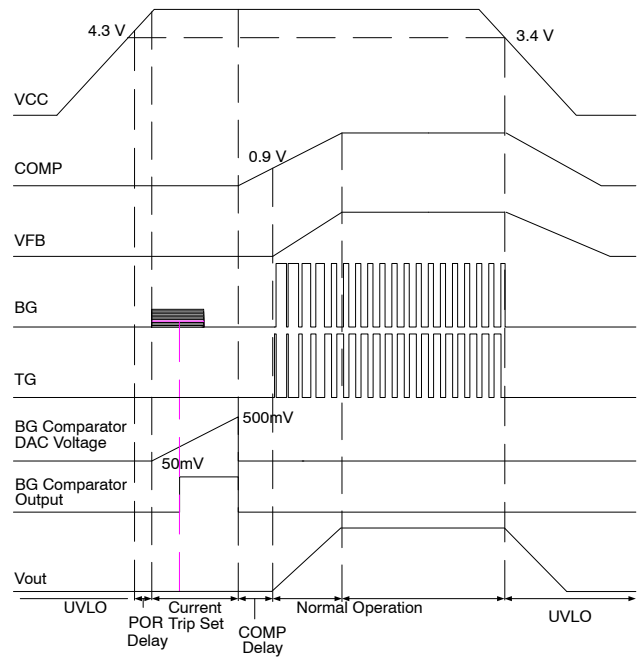 4.3 V
3.4 V
VCC
0.9 V
COMP
VFB
BG
TG
BG Comparator
DAC Voltage
500mV
50mV
BG Comparator
Output
Vout
UVLO
POR
Delay
Current
Trip Set
COMP
Delay
Normal Operation
UVLO